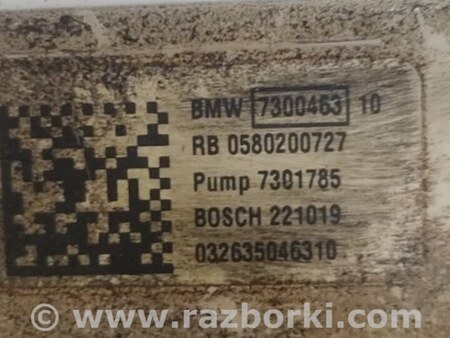 BMW 7300463 10
RB 0580200727
Pump 7301785
BOSCH 221019
032635046310
© www.razborki.com